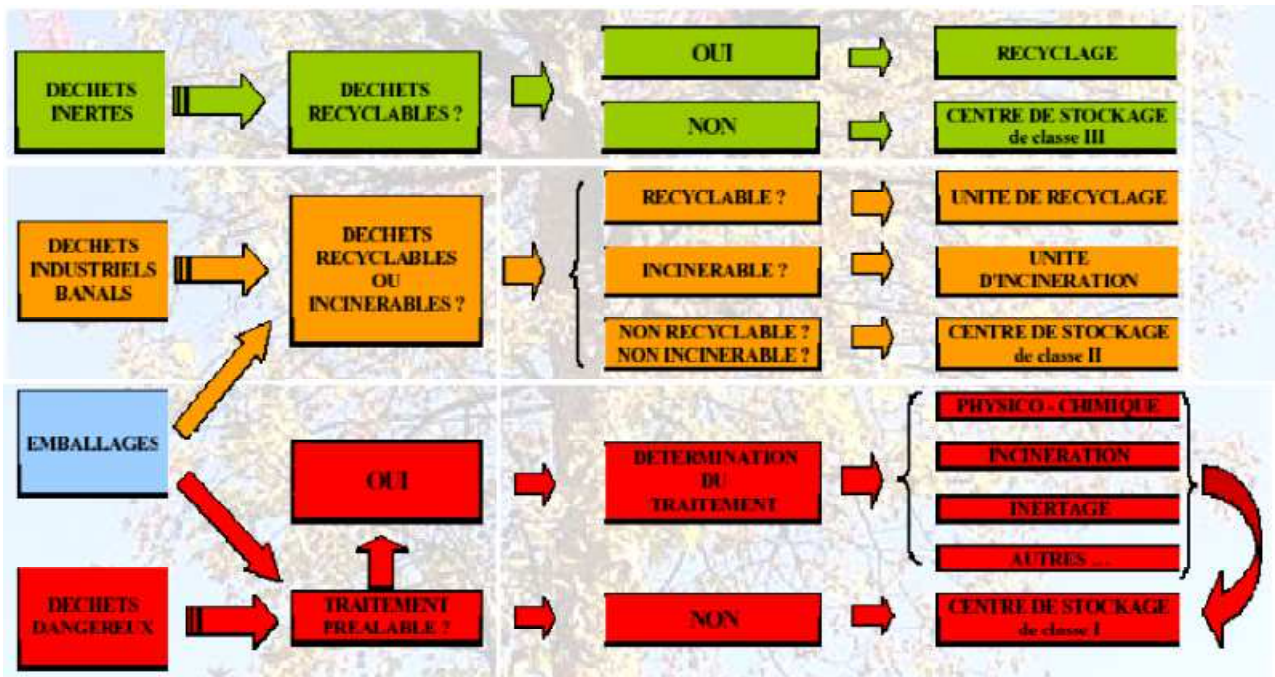 DECHETS
INERTES
DECHETS
RECYCLABLES ?
OUI
RECYCLAGE
NON
CENTRE DE STOCKAGE
de classe III
DECHETS
INDUSTRIELS
BANALS
DECHETS
RECYCLABLES
OU
INCINERABLES ?
RECYCLABLE ?
UNITE DE RECYCLAGE
INCINERABLE ?
UNITE
D'INCINERATION
NON RECYCLABLE ?
NON INCINERABLE ?
CENTRE DE STOCKAGE
de classe II
EMBALLAGES
OUI
DETERMINATION
DU
TRAITEMENT
PHYSICO - CHIMIQUE
INCINERATION
INERTAGE
AUTRES ...
DECHETS
DANGEREUX
TRAITEMENT
PREALABLE ?
NON
CENTRE DE STOCKAGE
de classe I